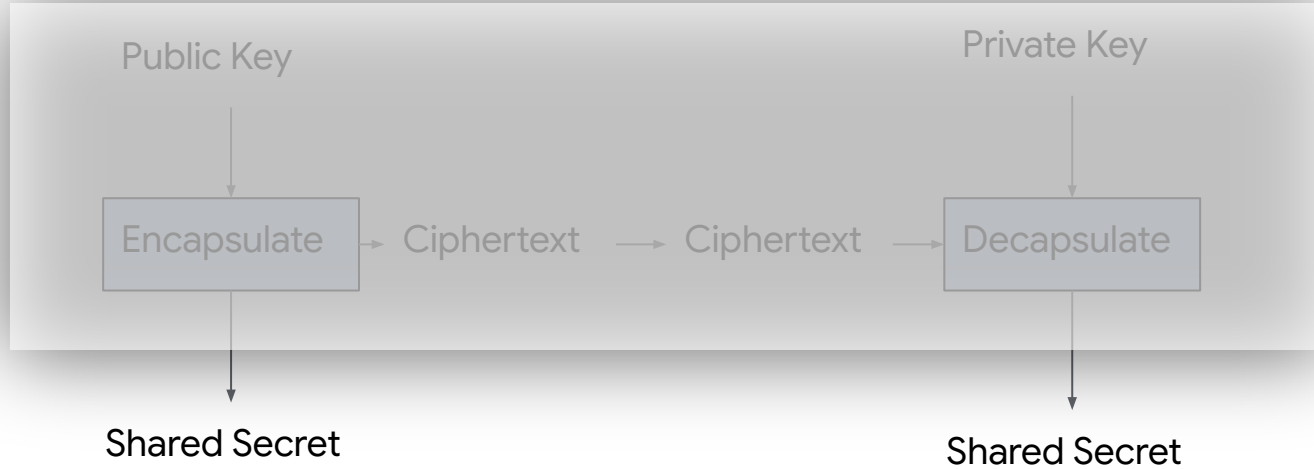 Public Key
Private Key
Encapsulate
Ciphertext
Ciphertext
Decapsulate
Shared Secret
Shared Secret